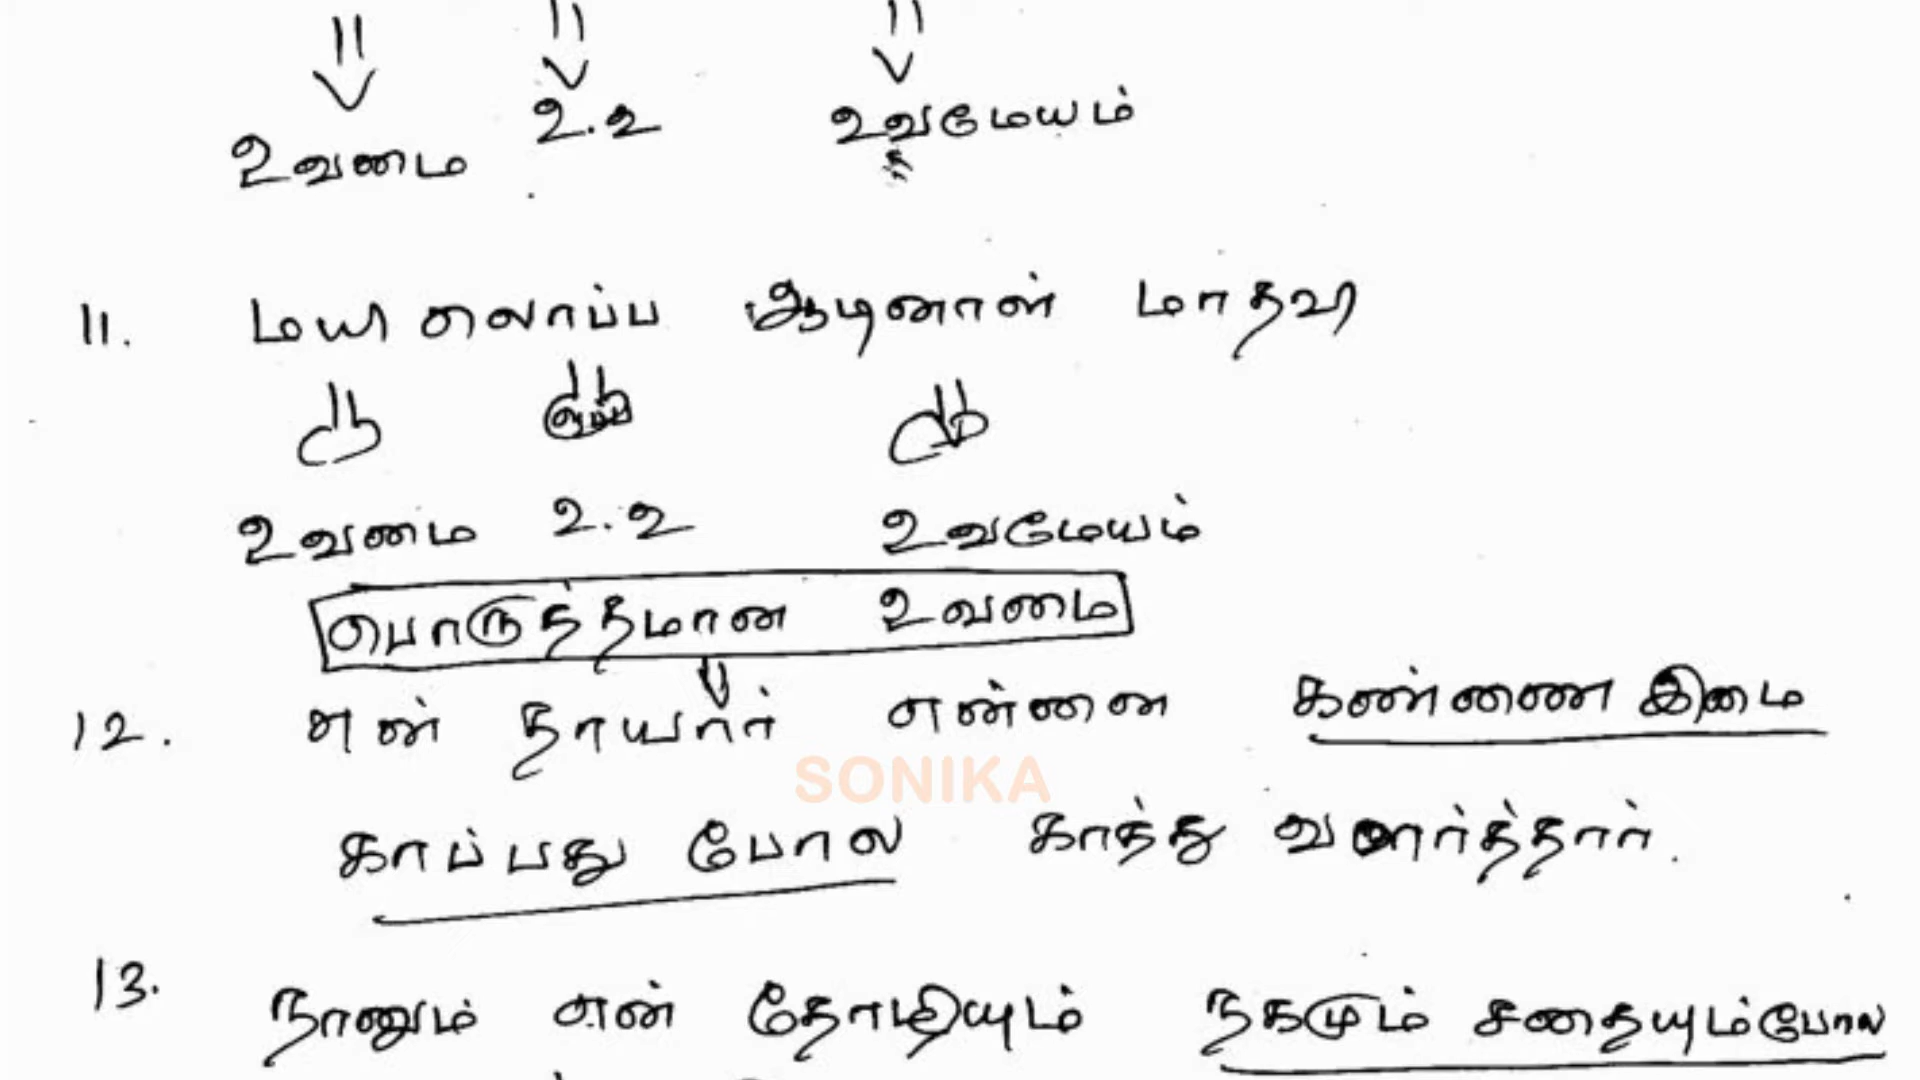 உவமை உ.உ உவமேயம்
11. மயிலொப்ப ஆடினாள் மாதவி
உவமை உ.உ உவமேயம்
பொருத்தமான உவமை
12. என் தாயார் என்னை கண்ணை இமை
SONIKA
காப்பது போல காத்து வளர்த்தார்.
13. நானும் என் தோழியும் நகமும் சதையும்போல